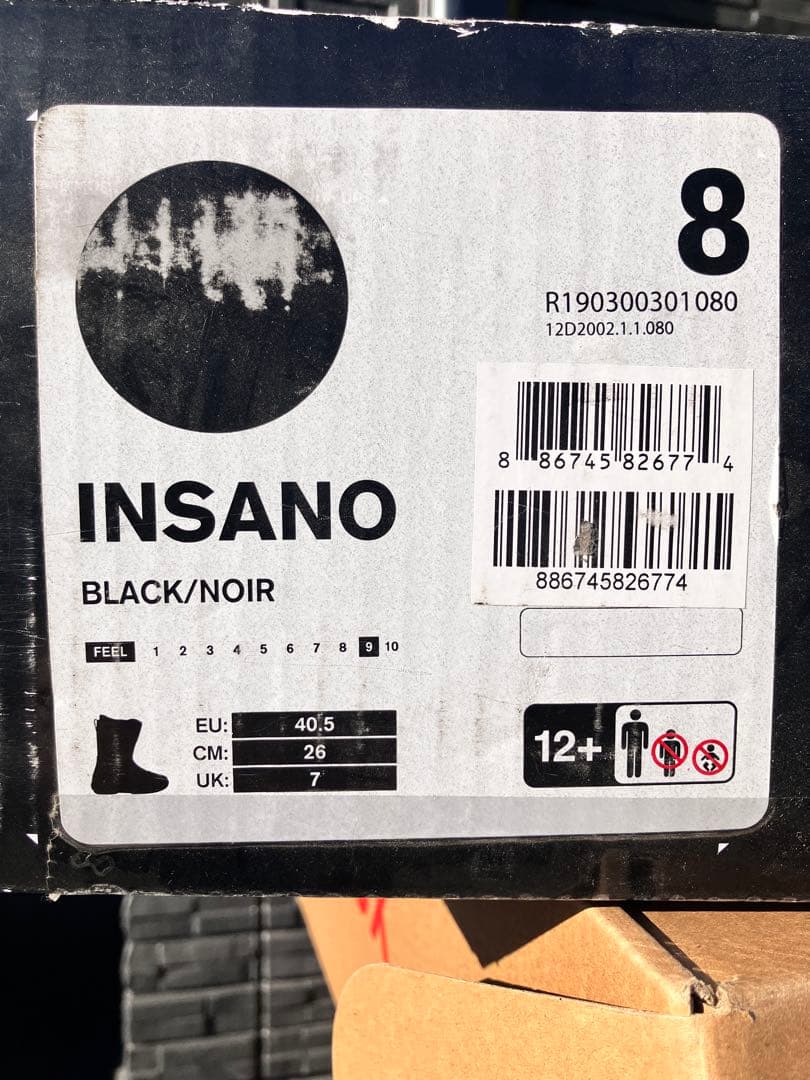 8
R190300301080
12D2002.1.1.080
8 86745 82677 4
886745826774
INSANO
BLACK/NOIR
FEEL 1 2 3 4 5 6 7 8 9 10
EU: 40.5
CM: 26
UK: 7
12+